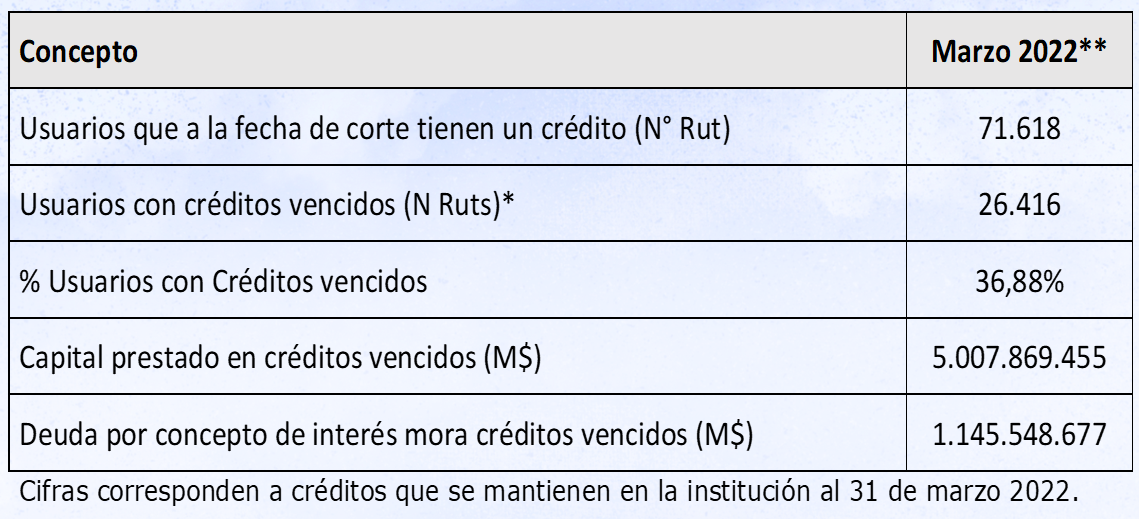 Concepto Marzo 2022**
Usuarios que a la fecha de corte tienen un crédito (N° Rut) 71.618
Usuarios con créditos vencidos (N Ruts)* 26.416
% Usuarios con Créditos vencidos 36,88%
Capital prestado en créditos vencidos (M$) 5.007.869.455
Deuda por concepto de interés mora créditos vencidos (M$) 1.145.548.677
Cifras corresponden a créditos que se mantienen en la institución al 31 de marzo 2022.